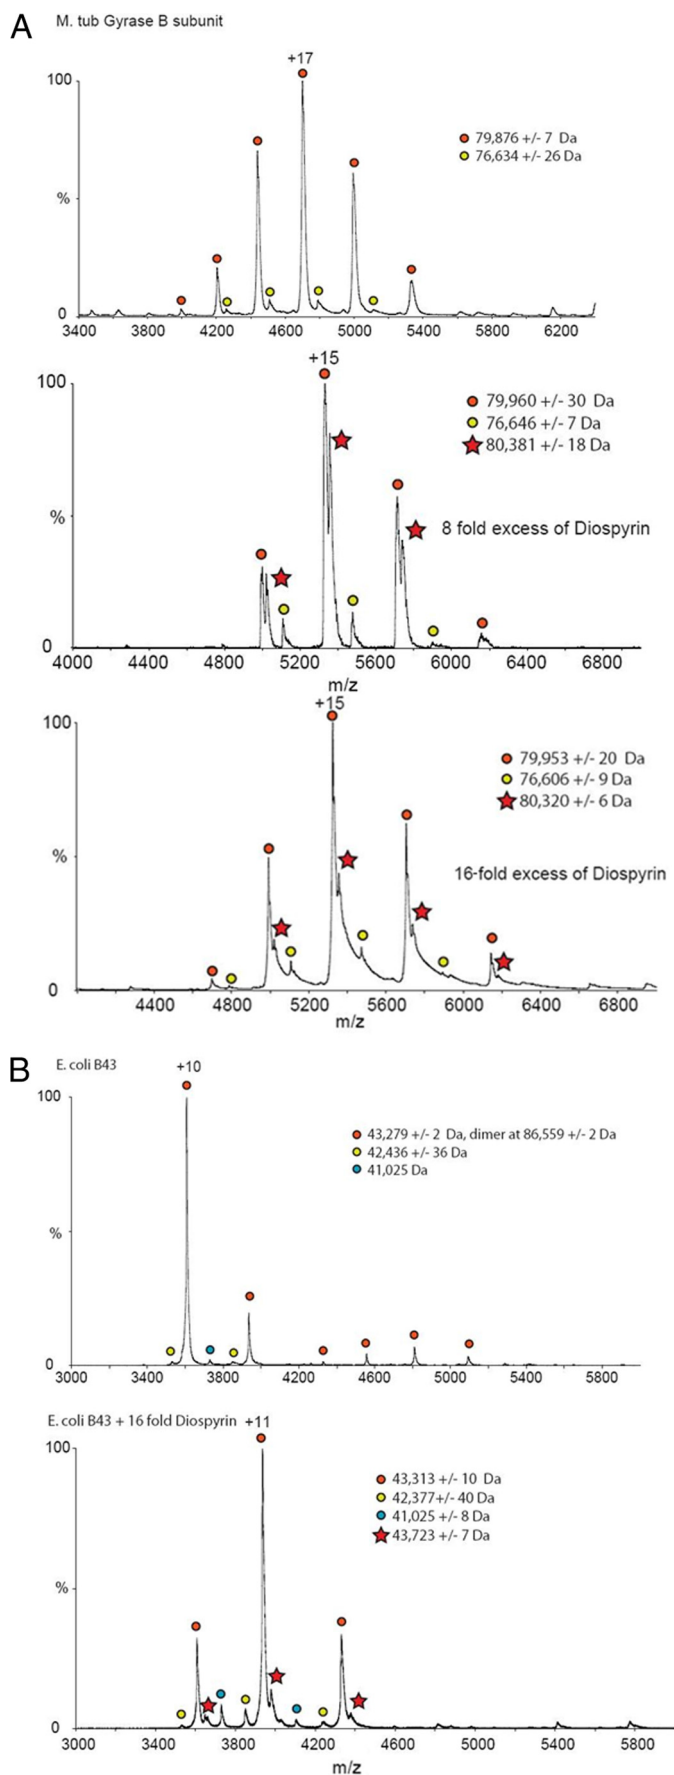 A M. tub Gyrase B subunit
+17
100
79,876 +/- 7 Da
76,634 +/- 26 Da
%
0
3400 3800 4200 4600 5000 5400 5800 6200
+15
100
79,960 +/- 30 Da
76,646 +/- 7 Da
80,381 +/- 18 Da
%
8 fold excess of Diospyrin
0
4000 4400 4800 5200 5600 6000 6400 6800
m/z
+15
100
79,953 +/- 20 Da
76,606 +/- 9 Da
80,320 +/- 6 Da
%
16-fold excess of Diospyrin
0
4400 4800 5200 5600 6000 6400 6800
m/z
B E. coli B43
+10
100
43,279 +/- 2 Da, dimer at 86,559 +/- 2 Da
42,436 +/- 36 Da
41,025 Da
%
0
3000 3400 3800 4200 4600 5000 5400 5800
E. coli B43 + 16 fold Diospyrin +11
100
43,313 +/- 10 Da
42,377+/- 40 Da
41,025 +/- 8 Da
43,723 +/- 7 Da
%
0
3000 3400 3800 4200 4600 5000 5400 5800
m/z